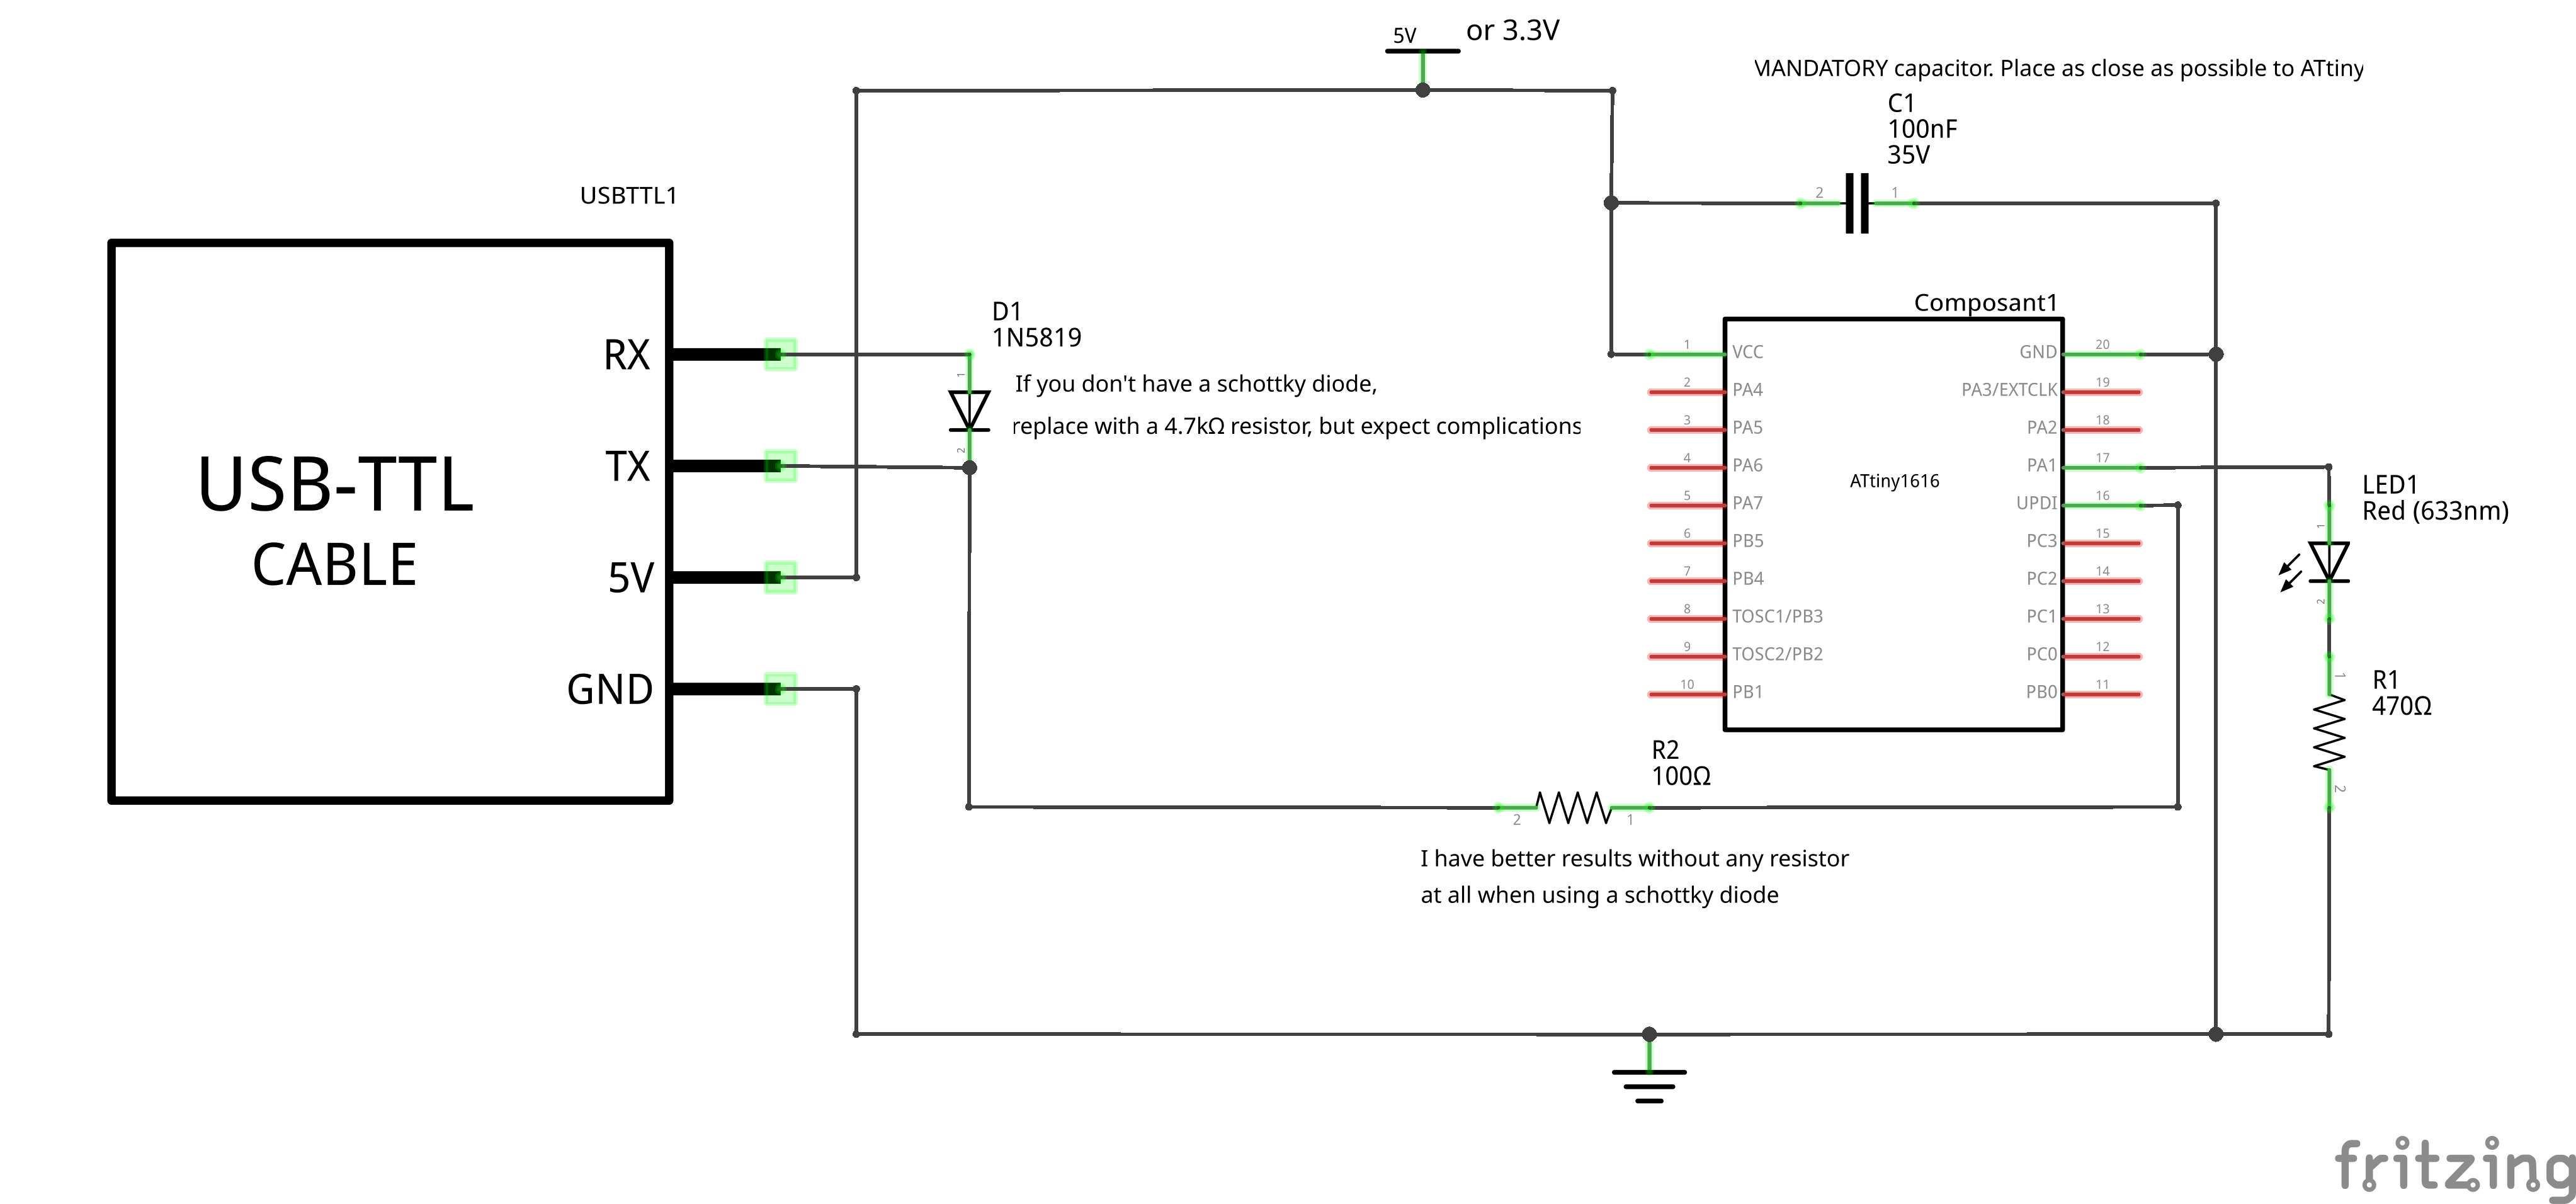 5V or 3.3V
MANDATORY capacitor. Place as close as possible to ATtiny
C1
100nF
35V
2 1
USBTTL1
USB-TTL
CABLE
RX
TX
5V
GND
D1
1N5819
1
2
If you don't have a schottky diode,
replace with a 4.7kΩ resistor, but expect complications
Composant1
ATtiny1616
1 VCC
2 PA4
3 PA5
4 PA6
5 PA7
6 PB5
7 PB4
8 TOSC1/PB3
9 TOSC2/PB2
10 PB1
GND 20
PA3/EXTCLK 19
PA2 18
PA1 17
UPDI 16
PC3 15
PC2 14
PC1 13
PC0 12
PB0 11
LED1
Red (633nm)
1
2
R1
470Ω
1
2
R2
100Ω
2 1
I have better results without any resistor
at all when using a schottky diode
fritzing